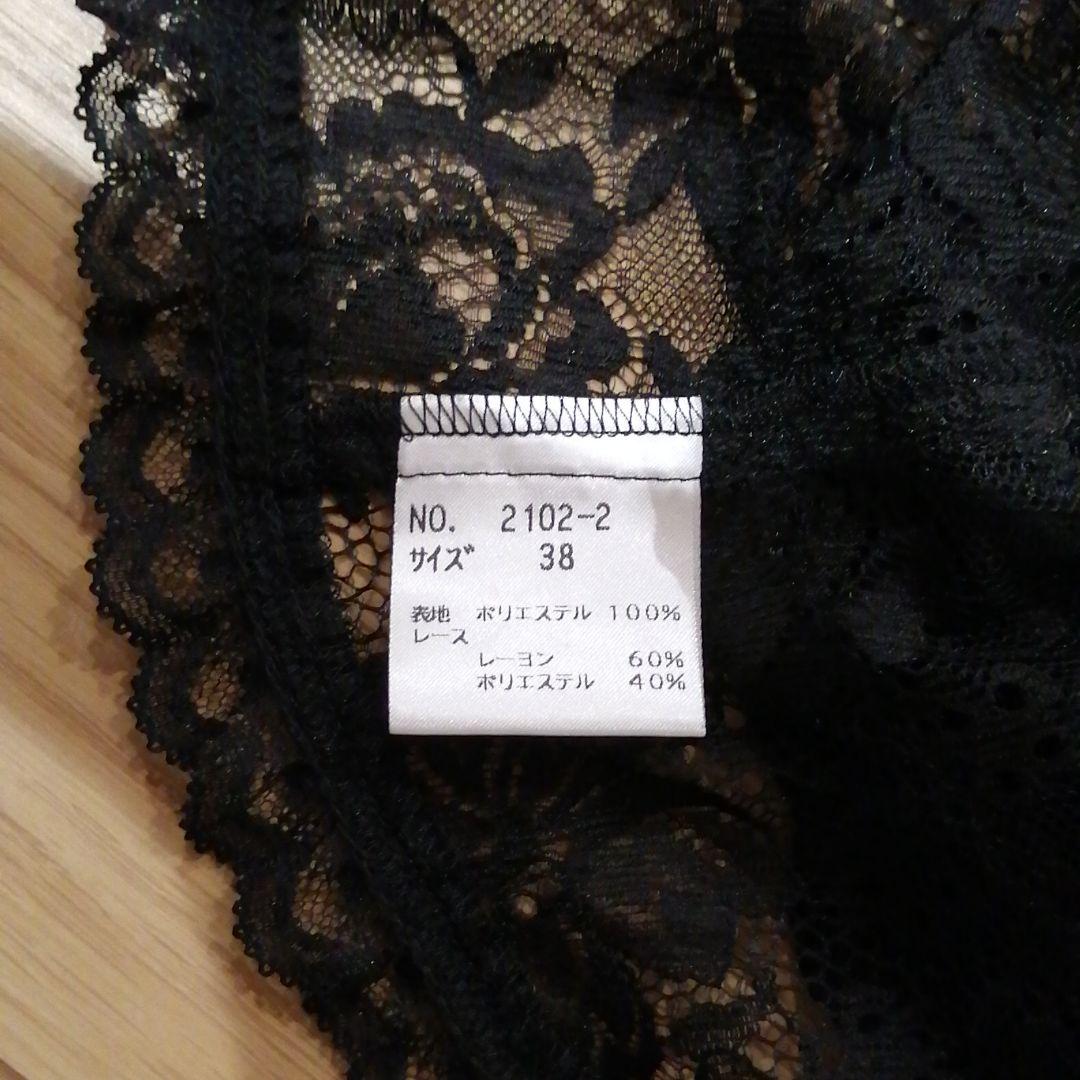 NO. 2102-2
サイズ 38
表地 ポリエステル 100%
レース
レーヨン 60%
ポリエステル 40%